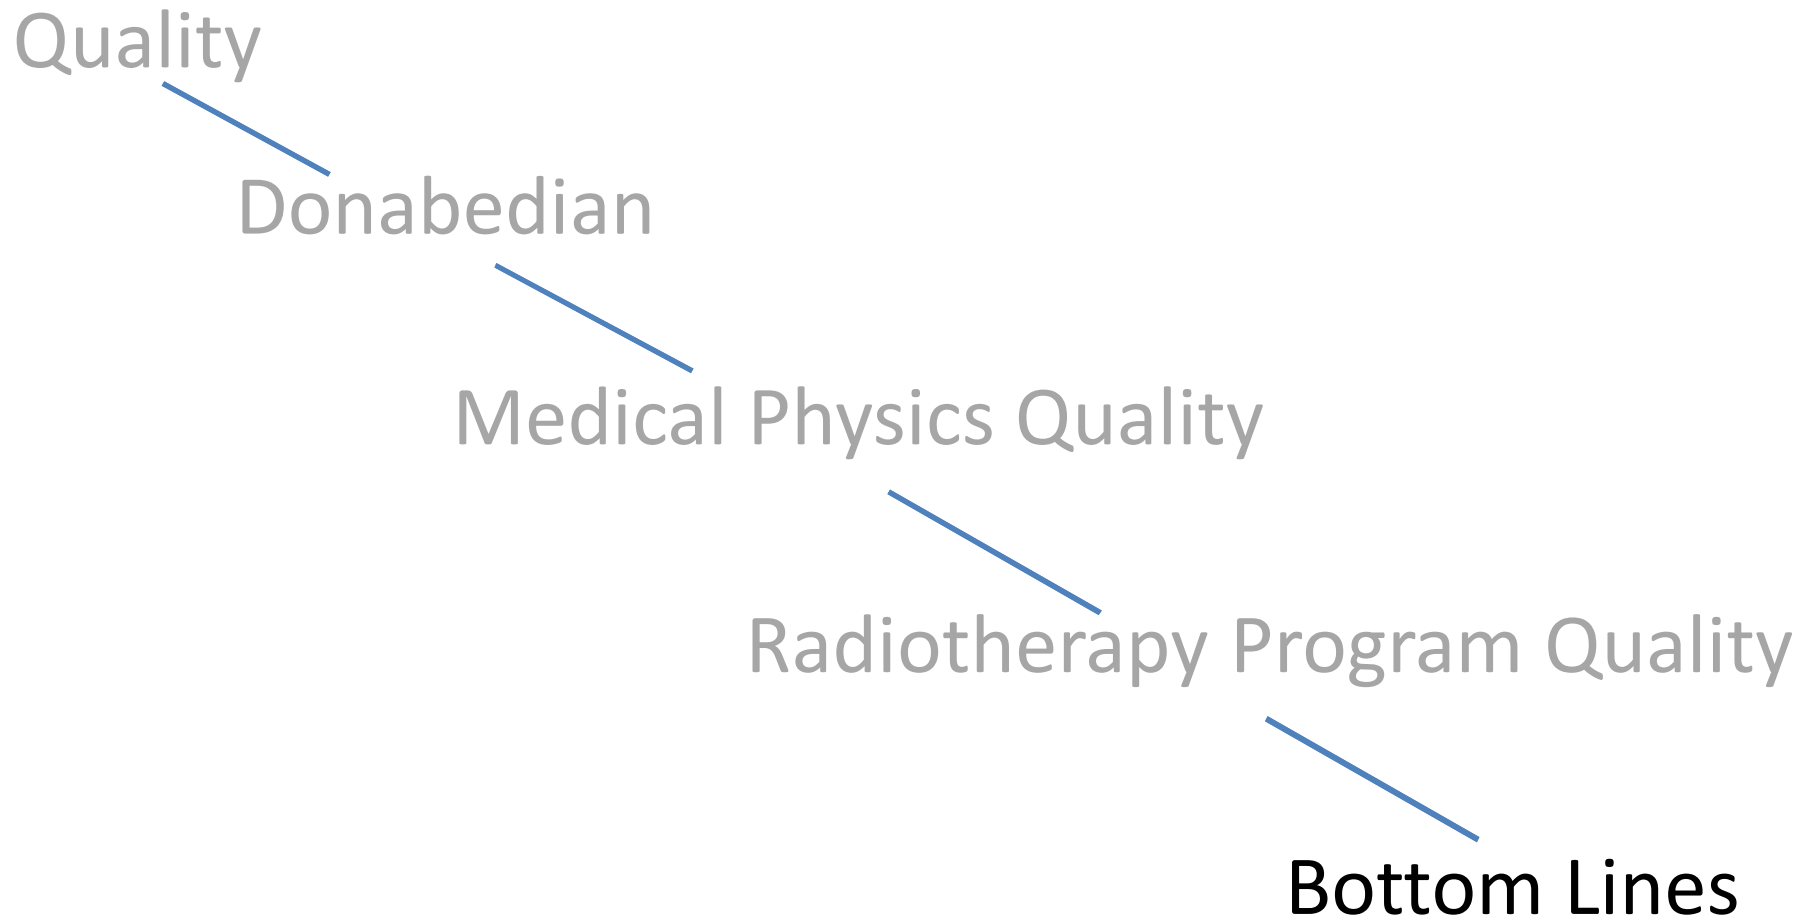 Quality
Donabedian
Medical Physics Quality
Radiotherapy Program Quality
Bottom Lines